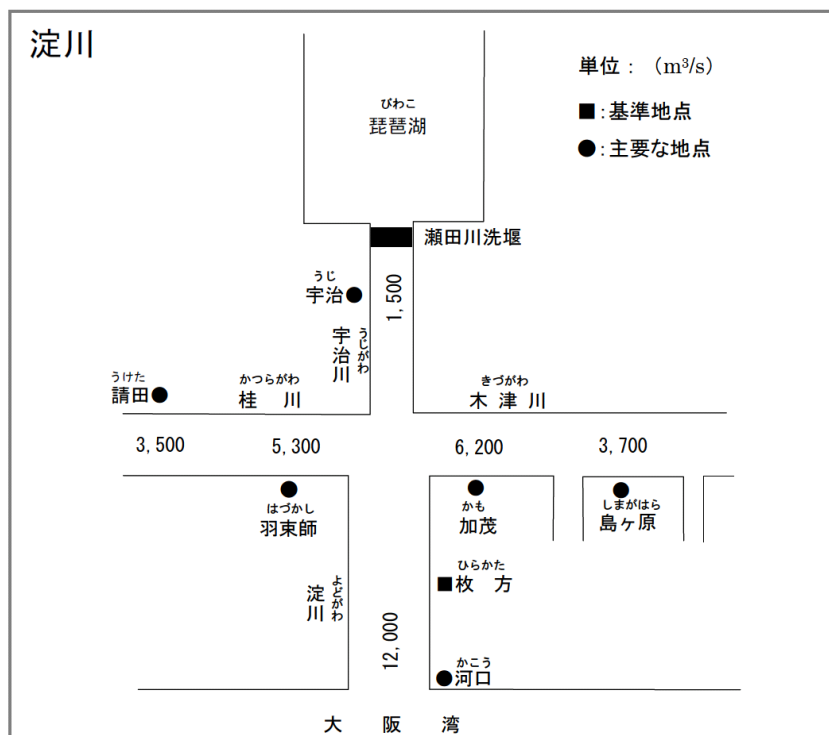 淀川
単位：（m³/s）
■：基準地点
●：主要な地点
びわこ
琵琶湖
瀬田川洗堰
うじ
宇治●
1,500
宇治川
うじがわ
うけた
請田●
かつらがわ
桂　川
きづがわ
木 津 川
3,500
5,300
6,200
3,700
はづかし
羽束師
かも
加茂
しまがはら
島ヶ原
ひらかた
■枚　方
淀川
よどがわ
12,000
かこう
●河口
大　阪　湾